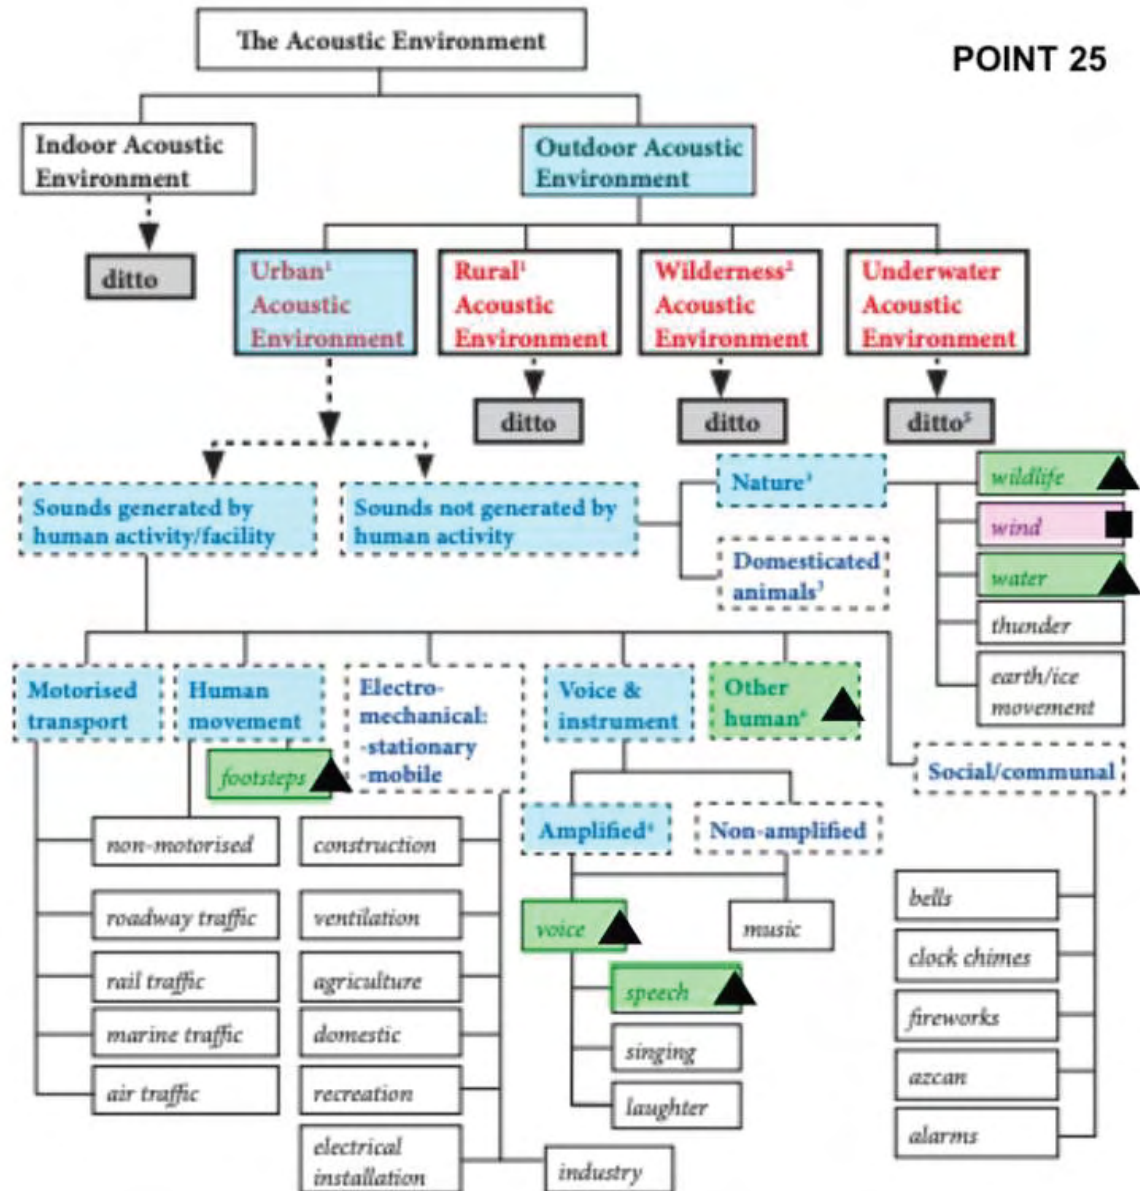 The Acoustic Environment
POINT 25
Indoor Acoustic
Environment
Outdoor Acoustic
Environment
ditto
Urban¹
Acoustic
Environment
Rural¹
Acoustic
Environment
Wilderness²
Acoustic
Environment
Underwater
Acoustic
Environment
ditto
ditto
ditto⁵
Sounds generated by
human activity/facility
Sounds not generated by
human activity
Nature³
Domesticated
animals³
wildlife
wind
water
thunder
earth/ice
movement
Motorised
transport
Human
movement
footsteps
Electro-
mechanical:
-stationary
-mobile
Voice &
instrument
Other
human⁶
Social/communal
non-motorised
roadway traffic
rail traffic
marine traffic
air traffic
construction
ventilation
agriculture
domestic
recreation
electrical
installation
industry
Amplified⁴
Non-amplified
voice
music
speech
singing
laughter
bells
clock chimes
fireworks
azcan
alarms